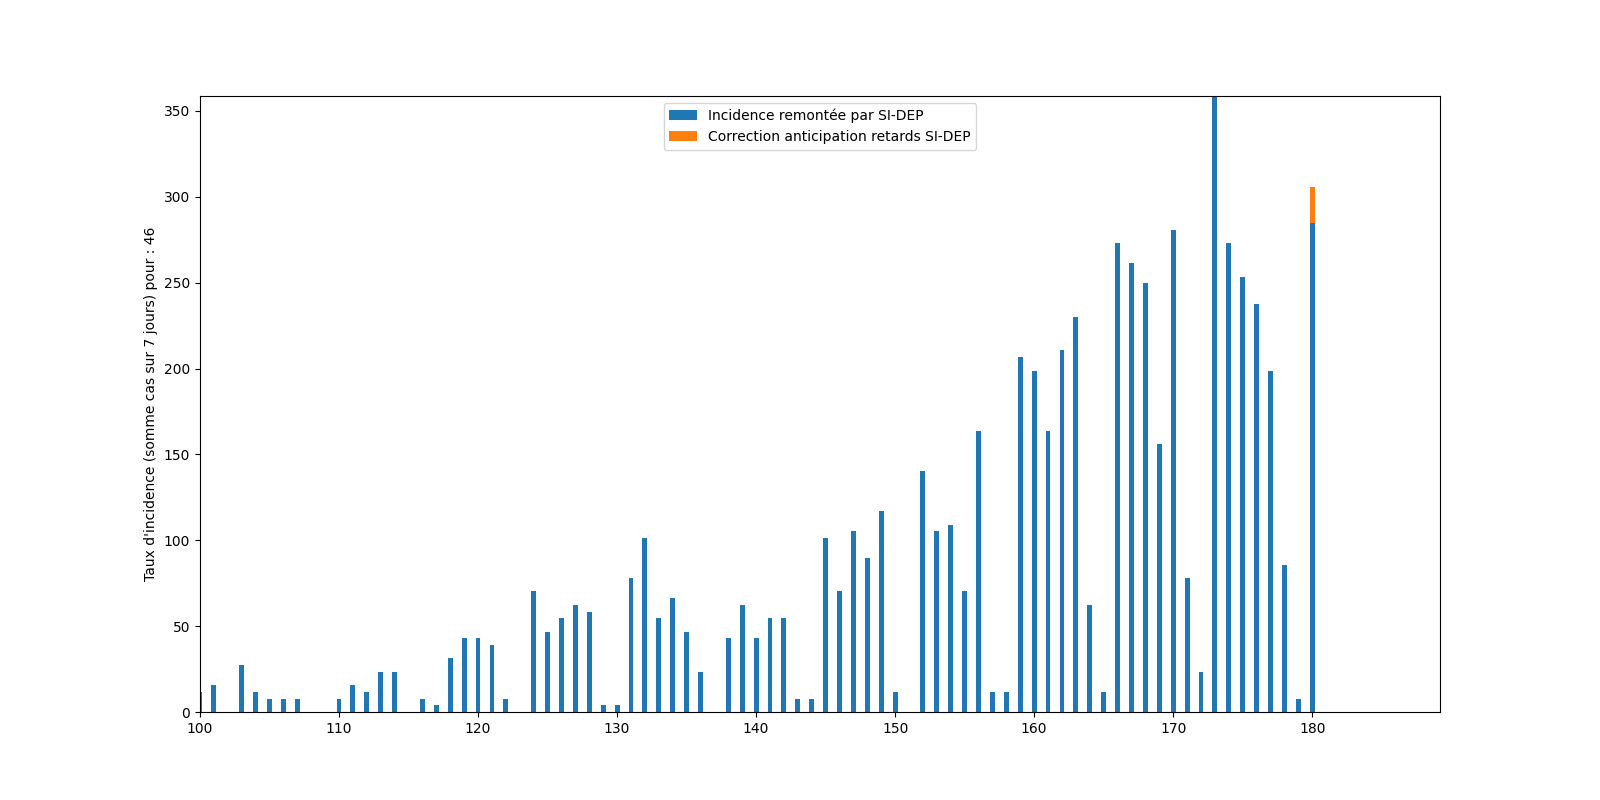 Incidence remontée par SI-DEP
Correction anticipation retards SI-DEP
Taux d'incidence (somme cas sur 7 jours) pour : 46
350
300
250
200
150
100
50
0
100 110 120 130 140 150 160 170 180